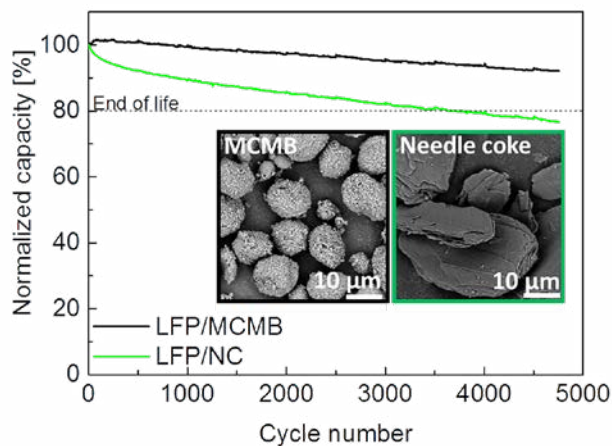 Normalized capacity [%]
100
80
60
40
20
0
End of life
MCMB
10 µm
Needle coke
10 µm
LFP/MCMB
LFP/NC
0
1000
2000
3000
4000
5000
Cycle number